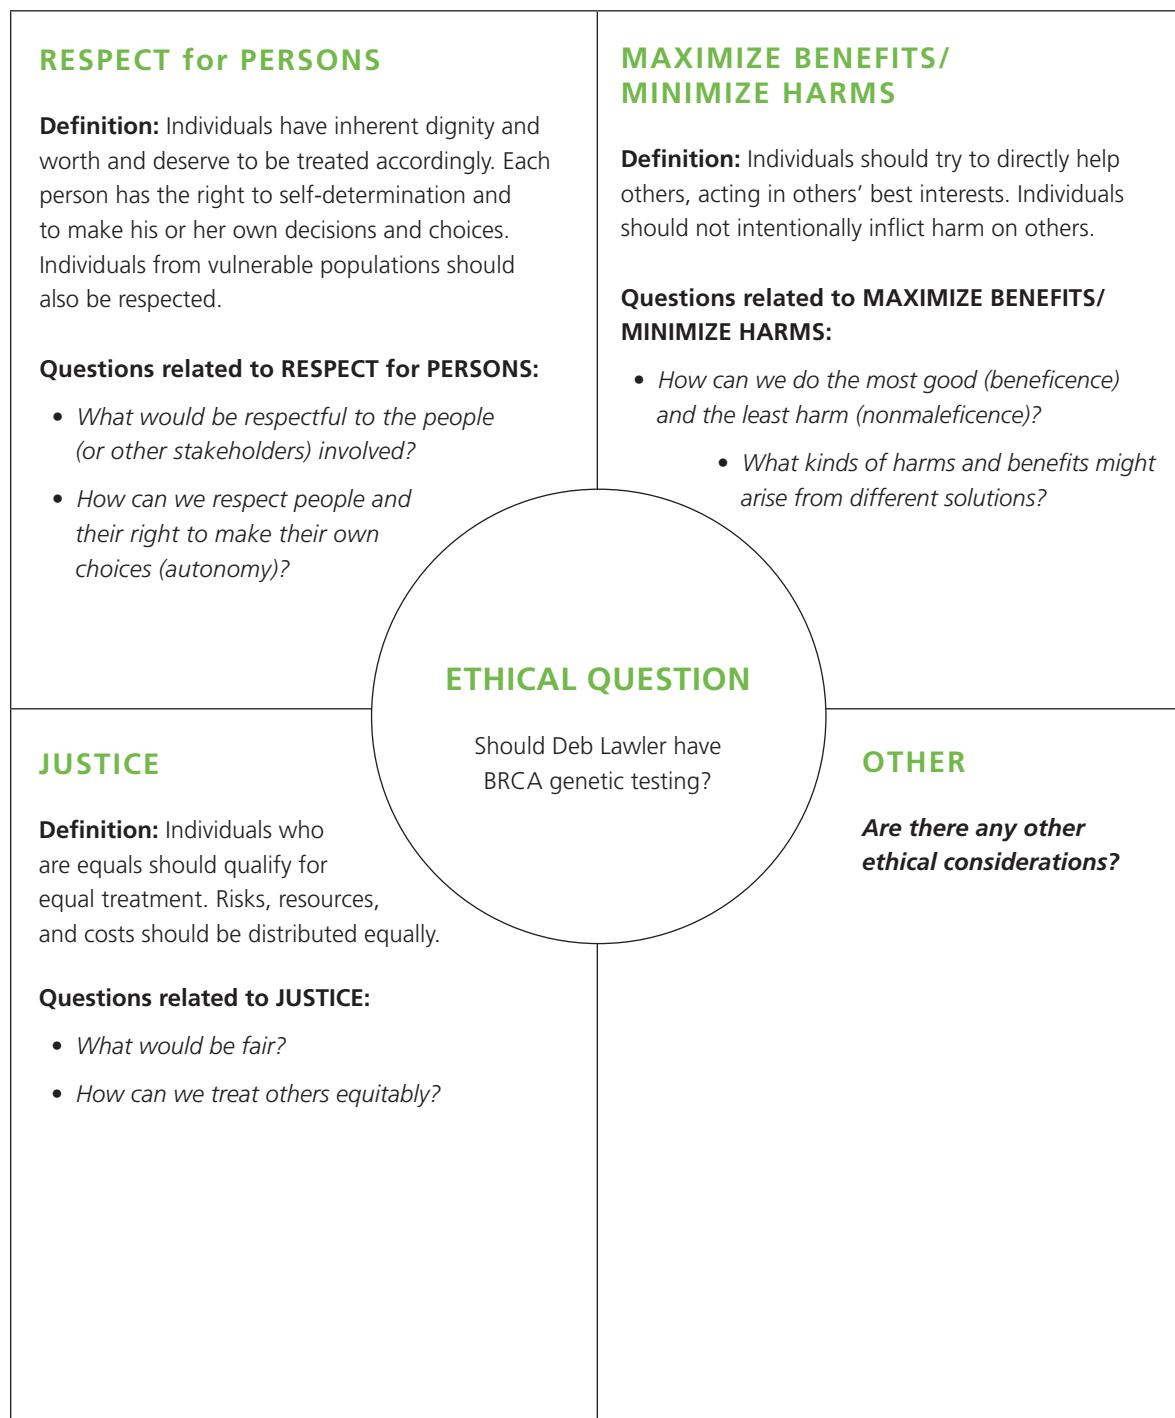 RESPECT for PERSONS
Definition: Individuals have inherent dignity and
worth and deserve to be treated accordingly. Each
person has the right to self-determination and
to make his or her own decisions and choices.
Individuals from vulnerable populations should
also be respected.
Questions related to RESPECT for PERSONS:
• What would be respectful to the people
(or other stakeholders) involved?
• How can we respect people and
their right to make their own
choices (autonomy)?
MAXIMIZE BENEFITS/
MINIMIZE HARMS
Definition: Individuals should try to directly help
others, acting in others’ best interests. Individuals
should not intentionally inflict harm on others.
Questions related to MAXIMIZE BENEFITS/
MINIMIZE HARMS:
• How can we do the most good (beneficence)
and the least harm (nonmaleficence)?
• What kinds of harms and benefits might
arise from different solutions?
ETHICAL QUESTION
Should Deb Lawler have
BRCA genetic testing?
JUSTICE
Definition: Individuals who
are equals should qualify for
equal treatment. Risks, resources,
and costs should be distributed equally.
Questions related to JUSTICE:
• What would be fair?
• How can we treat others equitably?
OTHER
Are there any other
ethical considerations?